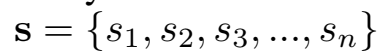 s = {s₁, s₂, s₃, ..., sₙ}